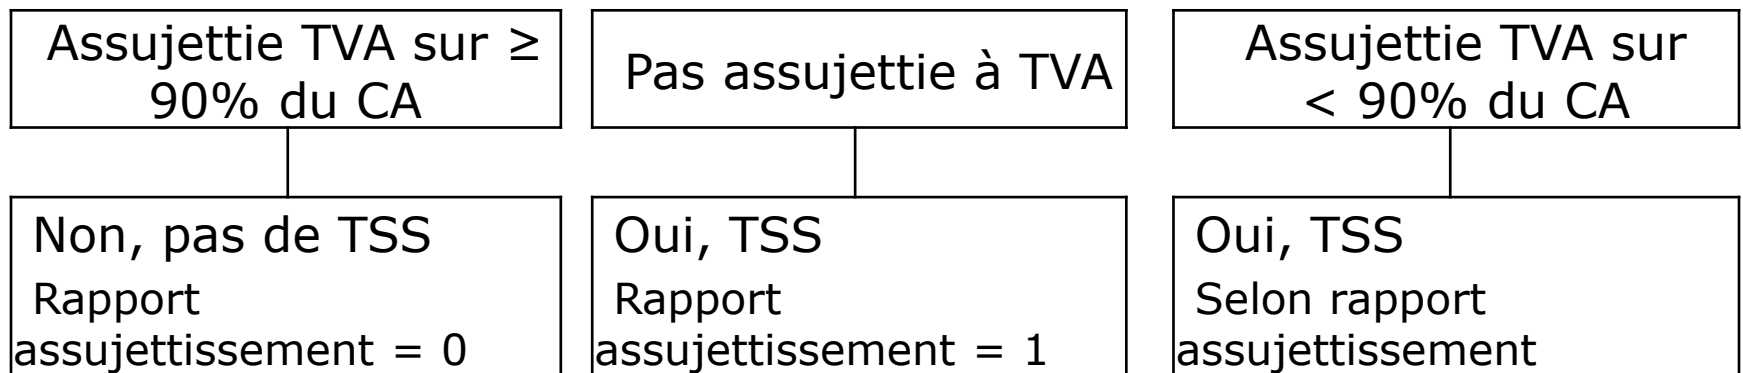 Assujettie TVA sur ≥
90% du CA
Pas assujettie à TVA
Assujettie TVA sur
< 90% du CA
Non, pas de TSS
Rapport
assujettissement = 0
Oui, TSS
Rapport
assujettissement = 1
Oui, TSS
Selon rapport
assujettissement